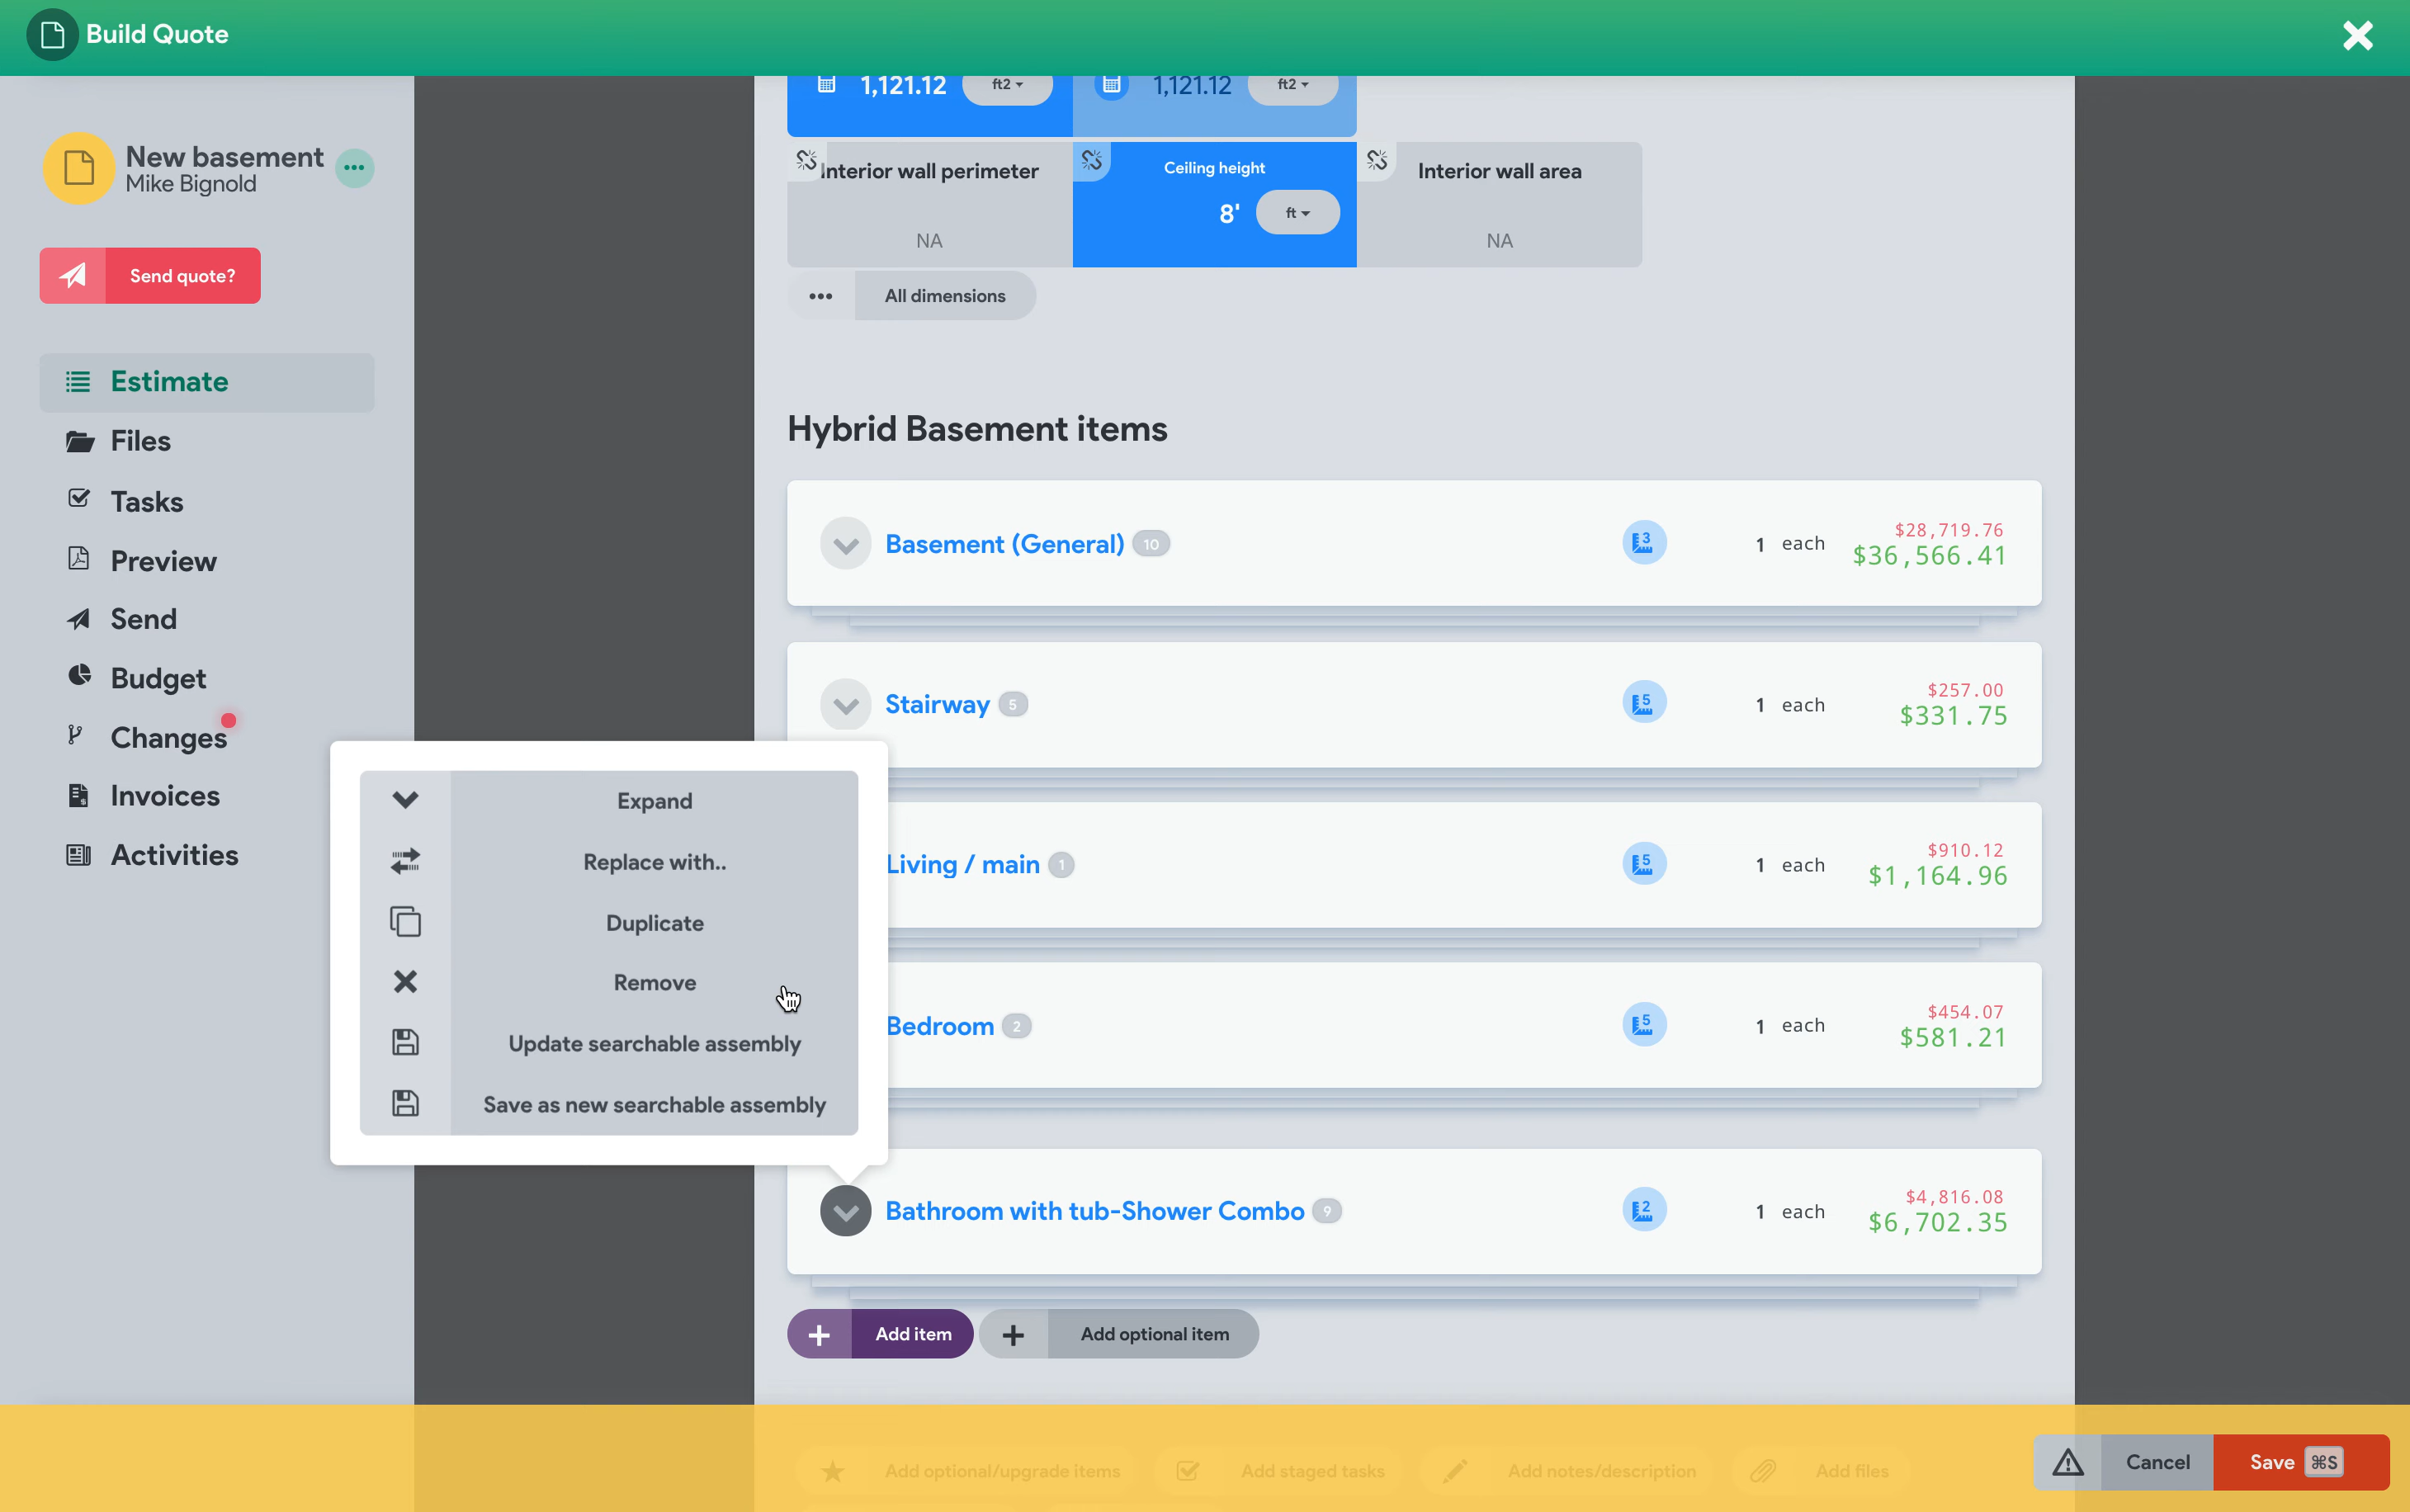 Build Quote
New basement
Mike Bignold
Send quote?
Estimate
Files
Tasks
Preview
Send
Budget
Changes
Invoices
Activities
1,121.12 ft2
1,121.12 ft2
Interior wall perimeter
NA
Ceiling height
8' ft
Interior wall area
NA
All dimensions
Hybrid Basement items
Basement (General) 10
3
1 each
$28,719.76
$36,566.41
Stairway 5
5
1 each
$257.00
$331.75
Living / main 1
5
1 each
$910.12
$1,164.96
Bedroom 2
5
1 each
$454.07
$581.21
Expand
Replace with..
Duplicate
Remove
Update searchable assembly
Save as new searchable assembly
Bathroom with tub-Shower Combo 9
2
1 each
$4,816.08
$6,702.35
Add item
Add optional item
Add optional/upgrade items
Add staged tasks
Add notes/description
Add files
Cancel
Save ⌘S